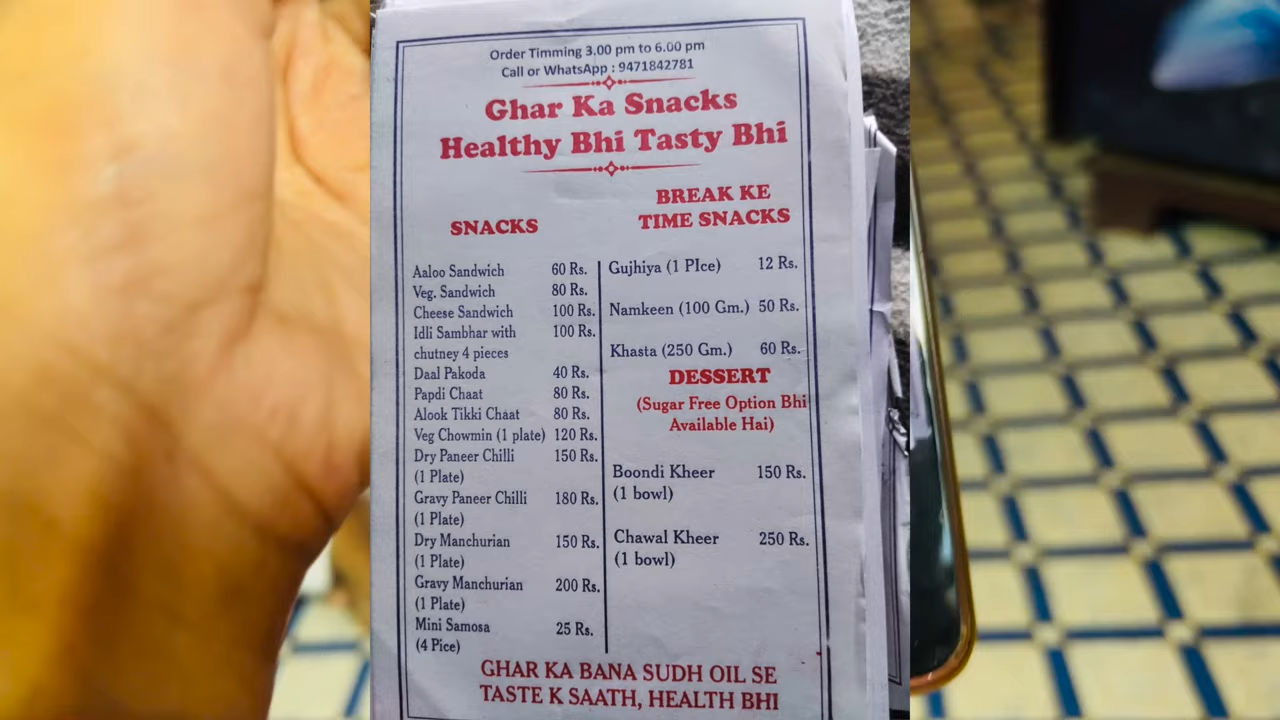 Order Timming 3.00 pm to 6.00 pm
Call or WhatsApp : 9471842781
Ghar Ka Snacks
Healthy Bhi Tasty Bhi
SNACKS
Aaloo Sandwich 60 Rs.
Veg. Sandwich 80 Rs.
Cheese Sandwich 100 Rs.
Idli Sambhar with 100 Rs.
chutney 4 pieces
Daal Pakoda 40 Rs.
Papdi Chaat 80 Rs.
Alook Tikki Chaat 80 Rs.
Veg Chowmin (1 plate) 120 Rs.
Dry Paneer Chilli 150 Rs.
(1 Plate)
Gravy Paneer Chilli 180 Rs.
(1 Plate)
Dry Manchurian 150 Rs.
(1 Plate)
Gravy Manchurian 200 Rs.
(1 Plate)
Mini Samosa 25 Rs.
(4 Pice)
BREAK KE
TIME SNACKS
Gujhiya (1 PIce) 12 Rs.
Namkeen (100 Gm.) 50 Rs.
Khasta (250 Gm.) 60 Rs.
DESSERT
(Sugar Free Option Bhi
Available Hai)
Boondi Kheer 150 Rs.
(1 bowl)
Chawal Kheer 250 Rs.
(1 bowl)
GHAR KA BANA SUDH OIL SE
TASTE K SAATH, HEALTH BHI